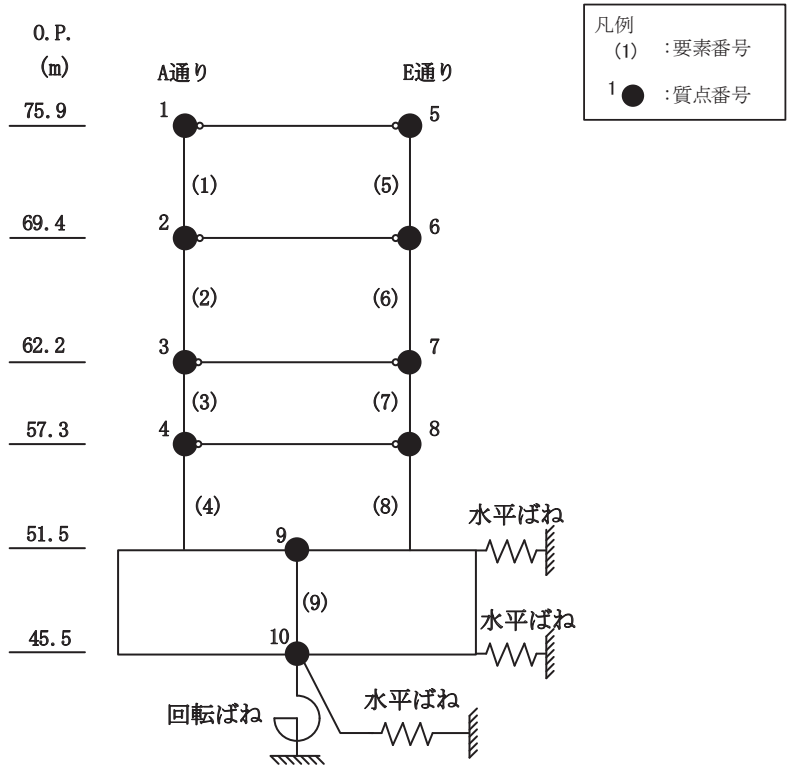 O.P.
(m)
75.9
69.4
62.2
57.3
51.5
45.5
A通り
E通り
1
5
(1)
(5)
2
6
(2)
(6)
3
7
(3)
(7)
4
8
(4)
(8)
9
水平ばね
(9)
10
水平ばね
回転ばね
水平ばね
凡例
(1) :要素番号
1 :質点番号